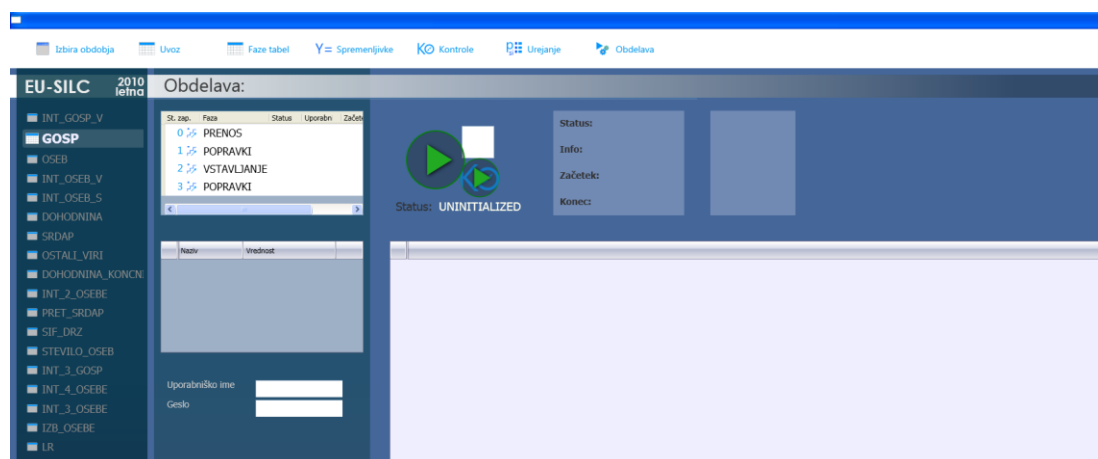 Izbira obdobja Uvoz Faze tabel Y= Spremenljivke KO Kontrole Urejanje Obdelava
EU-SILC 2010 letna
Obdelava:
INT_GOSP_V
GOSP
OSEB
INT_OSEB_V
INT_OSEB_S
DOHODNINA
SRDAP
OSTALI_VIRI
DOHODNINA_KONCN
INT_2_OSEBE
PRET_SRDAP
SIF_DRZ
STEVILO_OSEB
INT_3_GOSP
INT_4_OSEBE
INT_3_OSEBE
IZB_OSEBE
LR
St. zap. Faza Status Uporabn Začet
0 PRENOS
1 POPRAVKI
2 VSTAVLJANJE
3 POPRAVKI
Naziv Vrednost
Uporabniško ime
Geslo
Status: UNINITIALIZED
Status:
Info:
Začetek:
Konec: